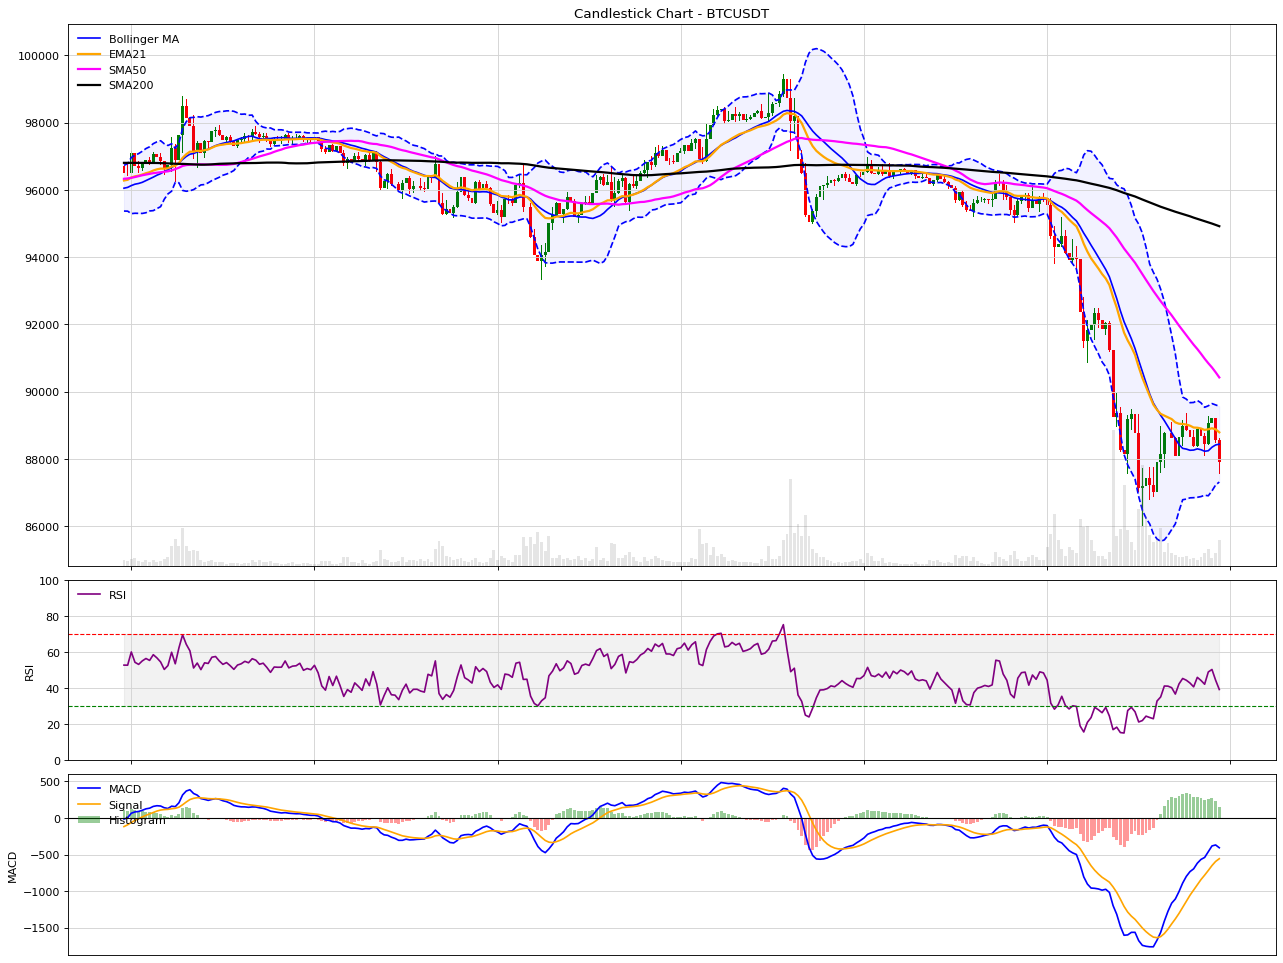 Candlestick Chart - BTCUSDT
Bollinger MA
EMA21
SMA50
SMA200
100000
98000
96000
94000
92000
90000
88000
86000
RSI
RSI
100
80
60
40
20
0
MACD
Signal
Histogram
MACD
500
0
−500
−1000
−1500